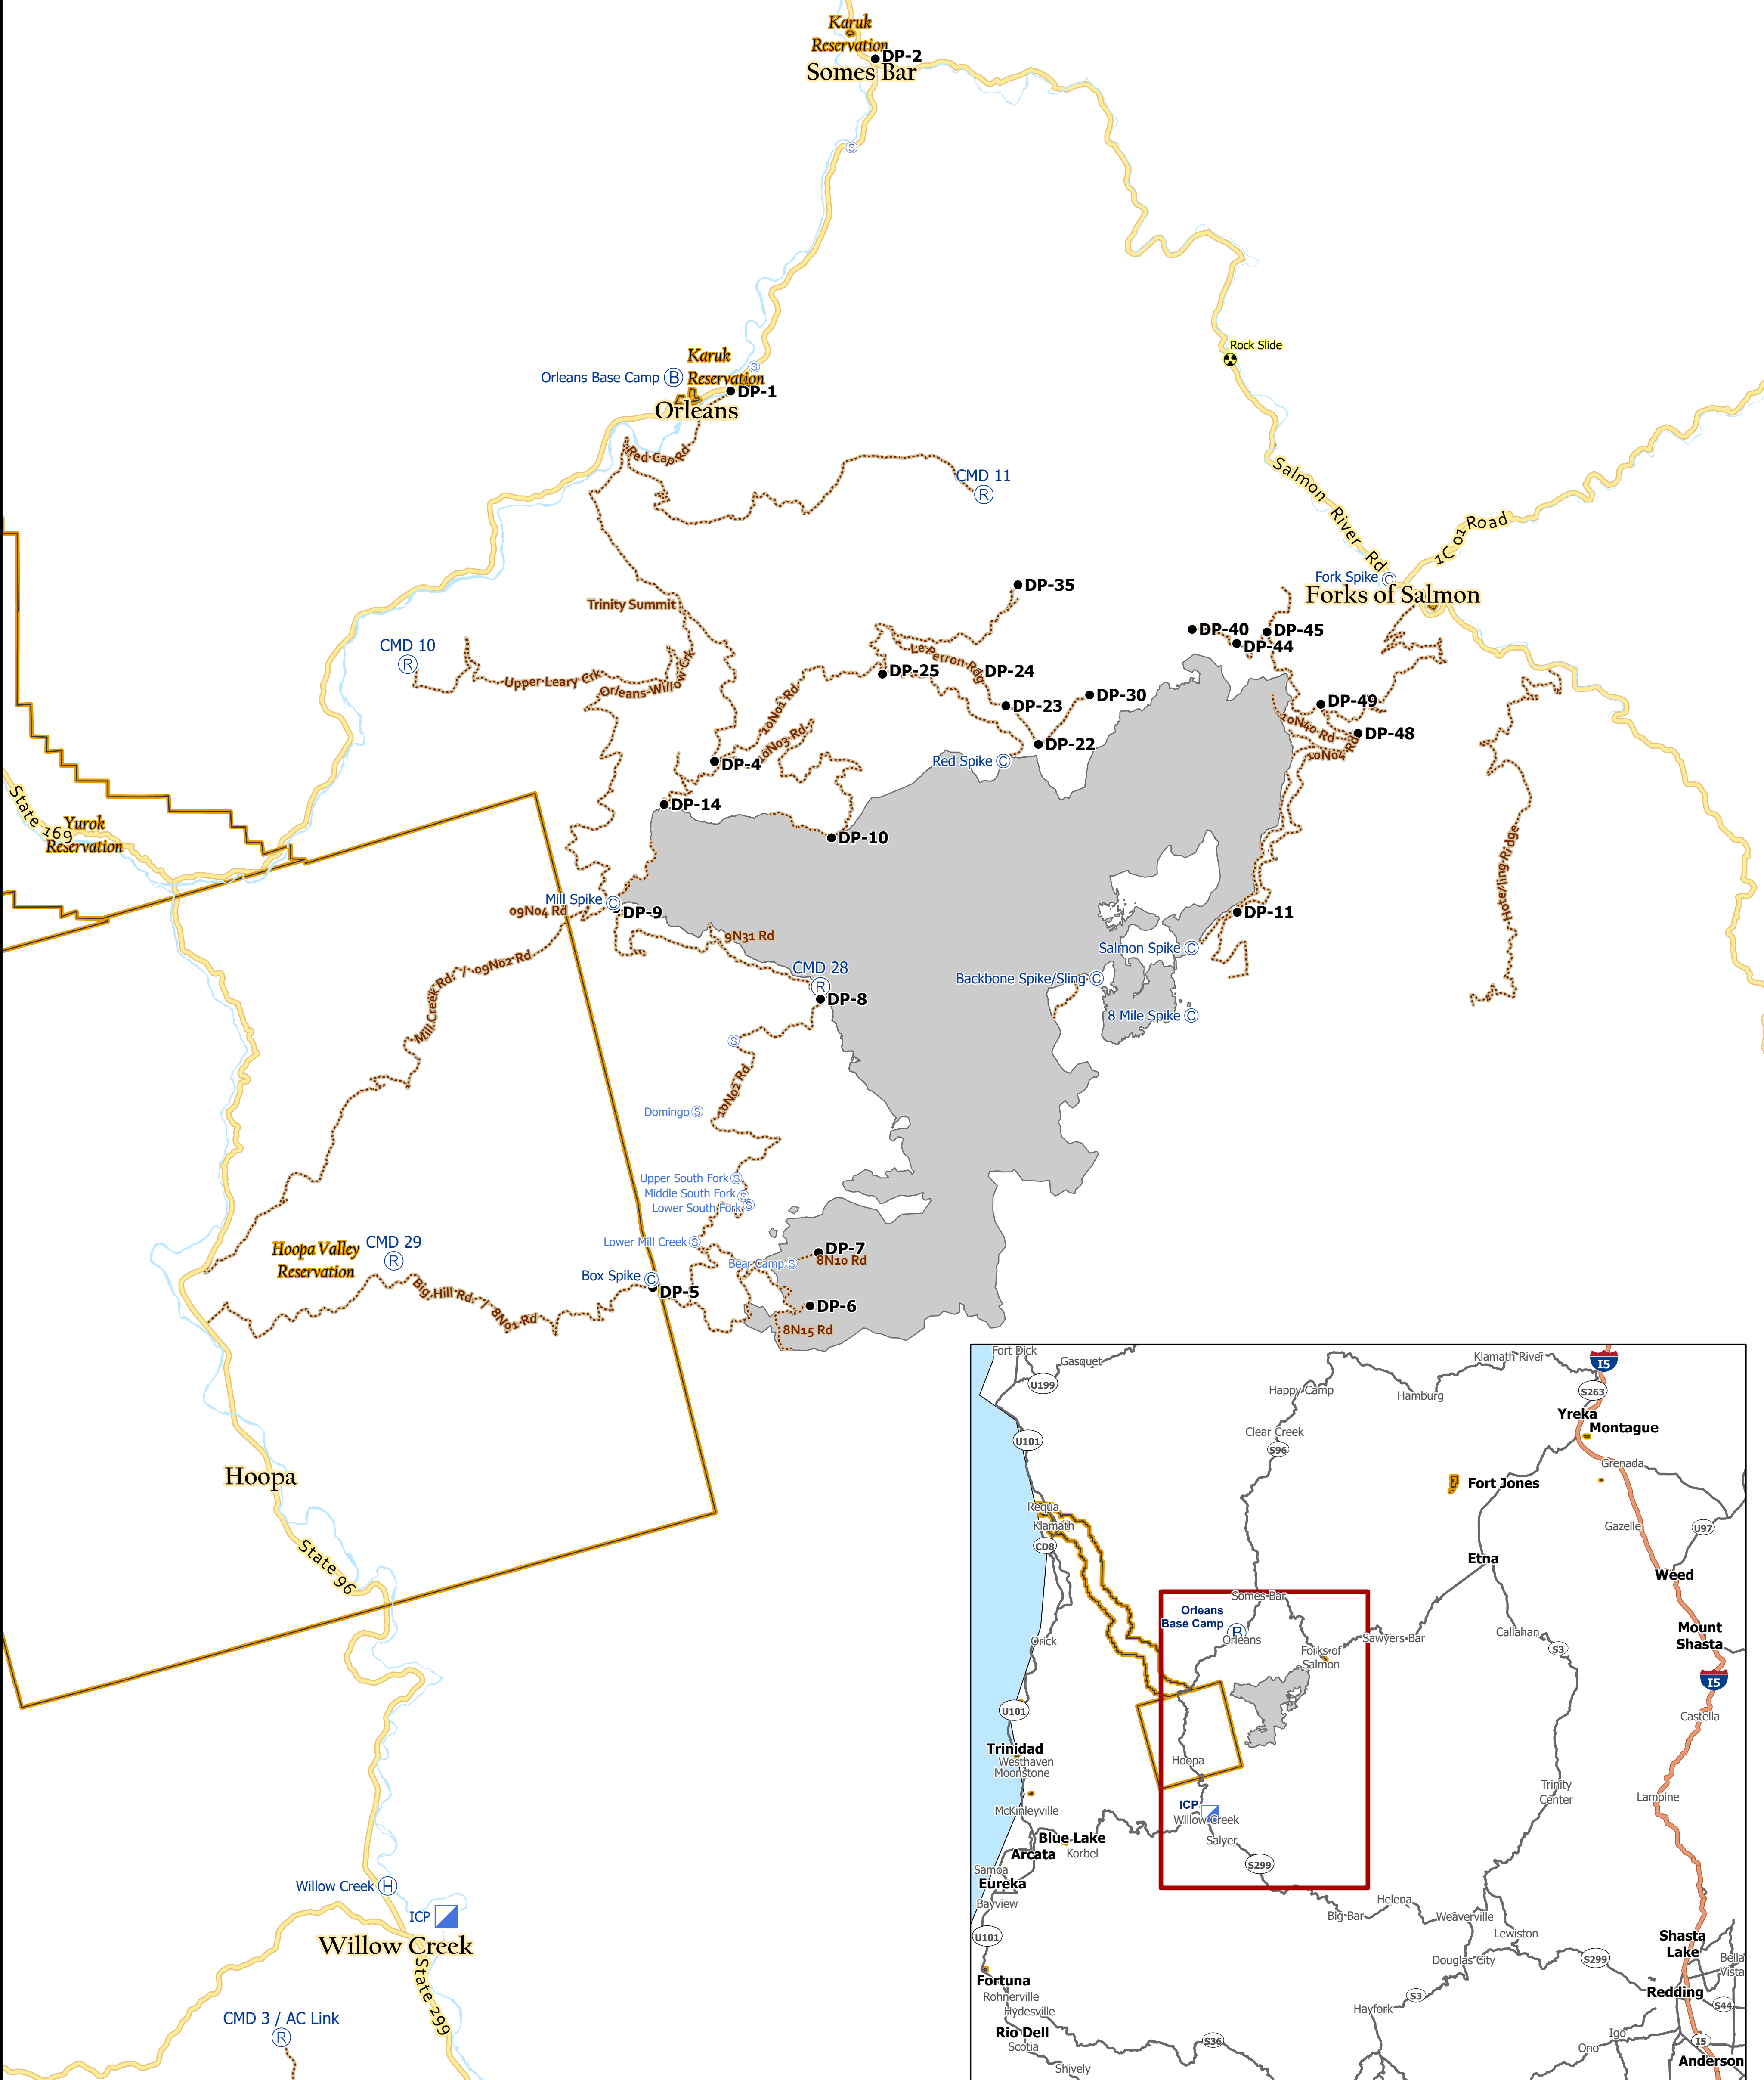 Karuk
Reservation
DP-2
Somes Bar
S
Rock Slide
Karuk
Reservation
Orleans Base Camp B
S
DP-1
Orleans
Red Cap Rd
CMD 11
R
Salmon River Rd
1C 01 Road
Fork Spike C
Forks of Salmon
DP-35
Trinity Summit
DP-40
DP-45
DP-44
CMD 10
R
Le Perron Rdg
DP-24
DP-25
Upper Leary Crk
Orleans-Willow Crk
DP-30
10N01 Rd
DP-23
DP-49
10N40 Rd
DP-48
10N03 Rd
DP-22
10N04 Rd
Red Spike C
DP-4
DP-14
State 169
Yurok
Reservation
DP-10
Hotelling Ridge
Mill Spike C
09N04 Rd
DP-9
DP-11
9N31 Rd
Salmon Spike C
Mill Creek Rd. / 09N02 Rd
CMD 28
R
DP-8
Backbone Spike/Sling C
8 Mile Spike C
S
10N02 Rd
Domingo S
Upper South Fork S
Middle South Fork S
Lower South Fork S
Lower Mill Creek S
Hoopa Valley
Reservation
CMD 29
R
DP-7
8N10 Rd
Bear Camp S
Box Spike C
DP-5
Big Hill Rd. / 8N01 Rd
DP-6
8N15 Rd
Hoopa
State 96
Willow Creek H
ICP
Willow Creek
State 299
CMD 3 / AC Link
R
Fort Dick
Gasquet
U199
Klamath River
I5
Happy Camp
Hamburg
S263
Yreka
Montague
Clear Creek
S96
U101
Grenada
Fort Jones
Requa
Klamath
CD8
Gazelle
U97
Etna
Weed
Somes Bar
Orleans
Base Camp
B
Orleans
Orick
Sawyers Bar
Forks of
Salmon
Callahan
S3
Mount
Shasta
I5
U101
Castella
Trinidad
Westhaven
Moonstone
Hoopa
Trinity
Center
Lamoine
McKinleyville
ICP
Willow Creek
Blue Lake
Korbel
Arcata
Salyer
S299
Samoa
Eureka
Bayview
Helena
Big Bar
Weaverville
Lewiston
U101
Douglas City
S299
Shasta
Lake
Bella
Vista
Fortuna
Rohnerville
Hydesville
S3
Hayfork
Redding
S44
Rio Dell
Scotia
S36
Igo
Ono
I5
Shively
Anderson